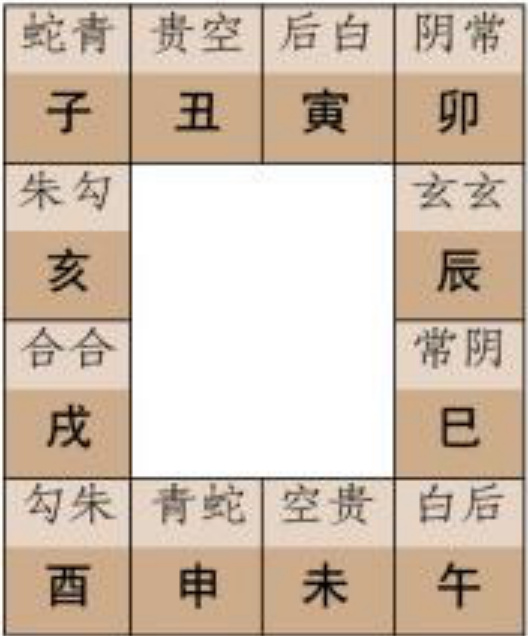 蛇青 贵空 后白 阴常
子 丑 寅 卯
朱勾 玄玄
亥 辰
合合 常阴
戌 巳
勾朱 青蛇 空贵 白后
酉 申 未 午